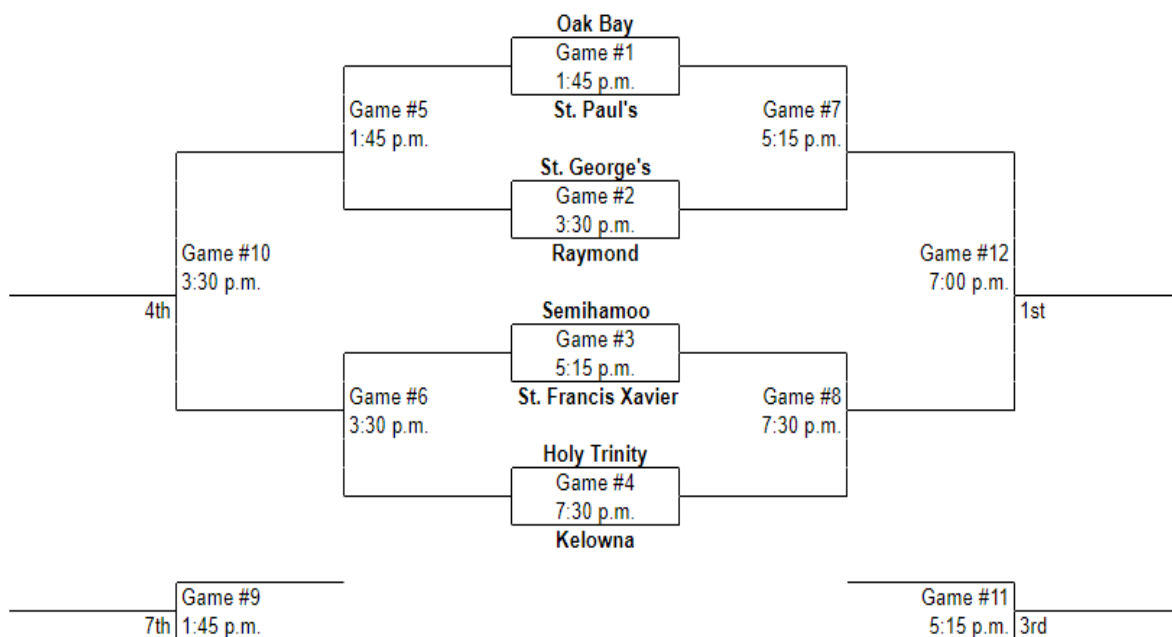 Oak Bay
Game #1
1:45 p.m.
St. Paul's
Game #5
1:45 p.m.
Game #7
5:15 p.m.
St. George's
Game #2
3:30 p.m.
Raymond
Game #10
3:30 p.m.
4th
Game #12
7:00 p.m.
1st
Semihamoo
Game #3
5:15 p.m.
St. Francis Xavier
Game #6
3:30 p.m.
Game #8
7:30 p.m.
Holy Trinity
Game #4
7:30 p.m.
Kelowna
Game #9
7th 1:45 p.m.
Game #11
5:15 p.m. 3rd